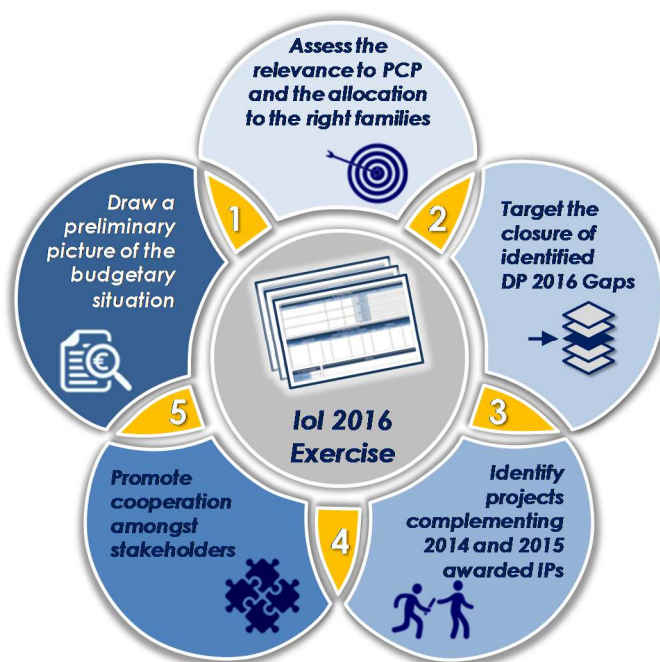 Assess the
relevance to PCP
and the allocation
to the right families
1
2
Draw a
preliminary
picture of the
budgetary
situation
€
Target the
closure of
identified
DP 2016 Gaps
IoI 2016
Exercise
5
3
Promote
cooperation
amongst
stakeholders
4
Identify
projects
complementing
2014 and 2015
awarded IPs